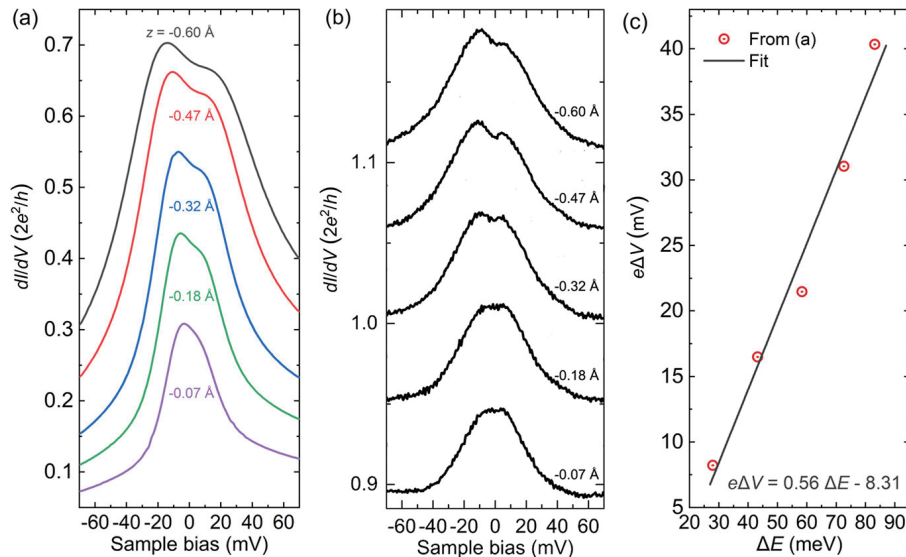 (a)
z = -0.60 Å
-0.47 Å
-0.32 Å
-0.18 Å
-0.07 Å
0.7
0.6
0.5
0.4
0.3
0.2
0.1
dI/dV (2e²/h)
-60 -40 -20 0 20 40 60
Sample bias (mV)
(b)
-0.60 Å
-0.47 Å
-0.32 Å
-0.18 Å
-0.07 Å
1.1
1.0
0.9
dI/dV (2e²/h)
-60 -40 -20 0 20 40 60
Sample bias (mV)
(c)
From (a)
Fit
40
35
30
25
20
15
10
5
eΔV (mV)
eΔV = 0.56 ΔE - 8.31
20 30 40 50 60 70 80 90
ΔE (meV)